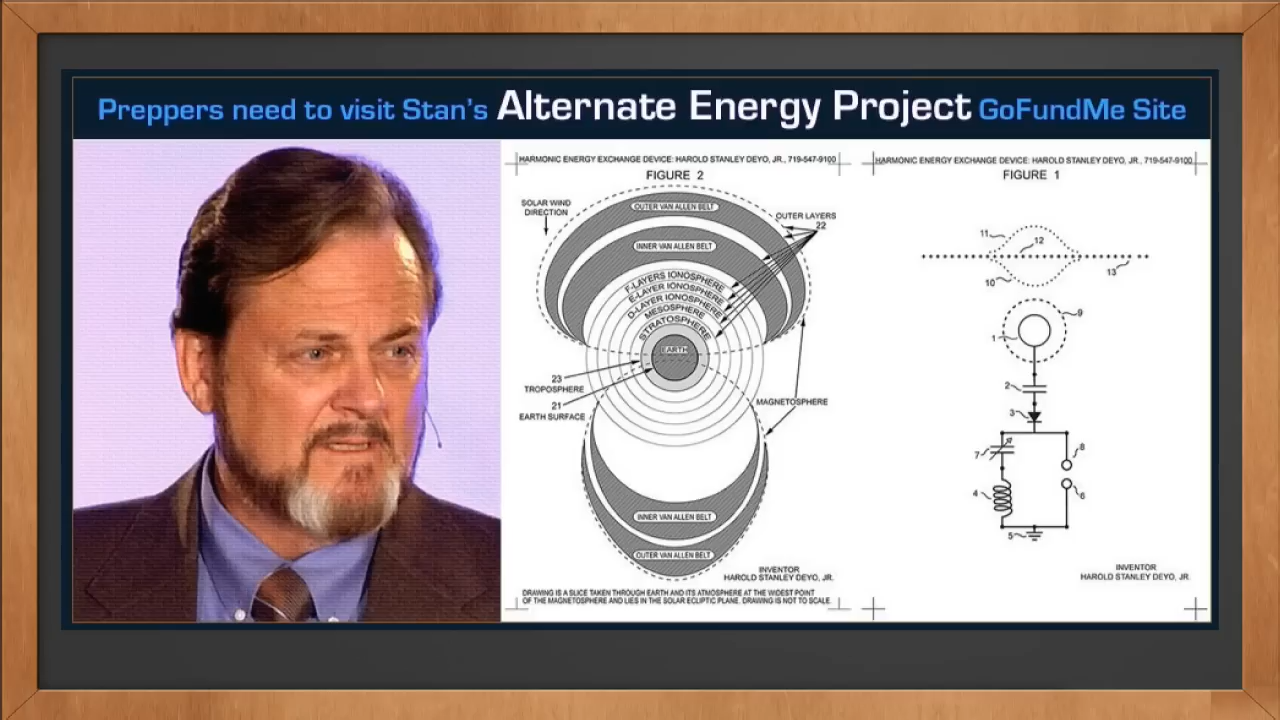 Preppers need to visit Stan's Alternate Energy Project GoFundMe Site
HARMONIC ENERGY EXCHANGE DEVICE: HAROLD STANLEY DEYO, JR., 719-547-9100
FIGURE 2
SOLAR WIND
DIRECTION
OUTER VAN ALLEN BELT
OUTER LAYERS
22
INNER VAN ALLEN BELT
F-LAYERS IONOSPHERE
E-LAYER IONOSPHERE
D-LAYER IONOSPHERE
MESOSPHERE
STRATOSPHERE
EARTH
23
TROPOSPHERE
21
EARTH SURFACE
MAGNETOSPHERE
INNER VAN ALLEN BELT
OUTER VAN ALLEN BELT
INVENTOR
HAROLD STANLEY DEYO, JR.
DRAWING IS A SLICE TAKEN THROUGH EARTH AND ITS ATMOSPHERE AT THE WIDEST POINT
OF THE MAGNETOSPHERE AND LIES IN THE SOLAR ECLIPTIC PLANE. DRAWING IS NOT TO SCALE.
HARMONIC ENERGY EXCHANGE DEVICE: HAROLD STANLEY DEYO, JR., 719-547-9100
FIGURE 1
11
12
13
10
9
1
2
3
7
8
4
6
5
INVENTOR
HAROLD STANLEY DEYO, JR.